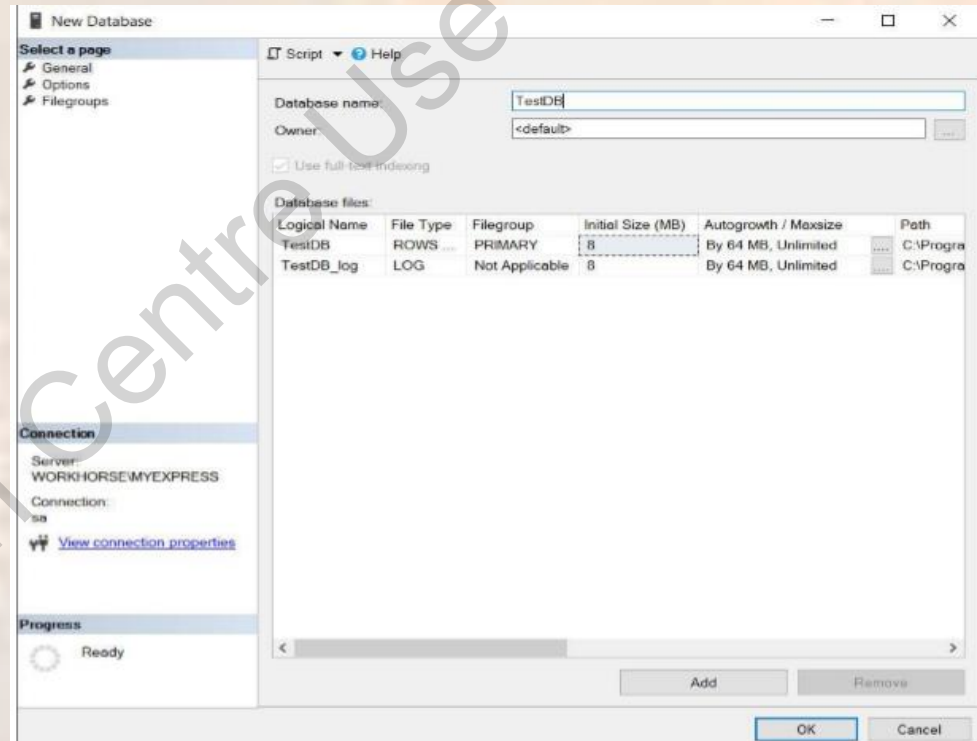 New Database
Select a page
General
Options
Filegroups
Script Help
Database name: TestDB
Owner: <default> ...
Use full-text indexing
Database files:
Logical Name File Type Filegroup Initial Size (MB) Autogrowth / Maxsize Path
TestDB ROWS ... PRIMARY 8 By 64 MB, Unlimited ... C:\Progra
TestDB_log LOG Not Applicable 8 By 64 MB, Unlimited ... C:\Progra
Connection
Server:
WORKHORSE\MYEXPRESS
Connection:
sa
View connection properties
Progress
Ready
Add Remove
OK Cancel
Centre Use